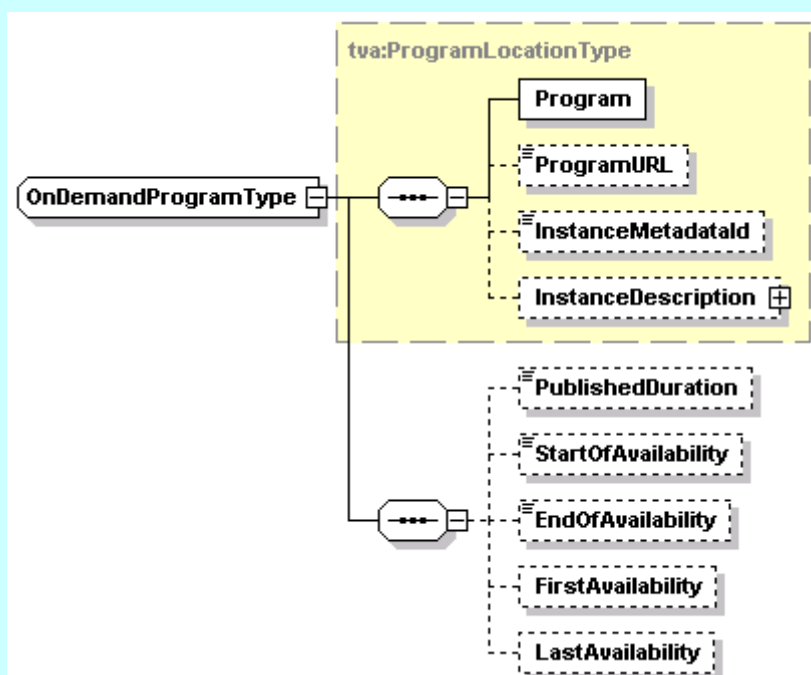 tva:ProgramLocationType
Program
ProgramURL
OnDemandProgramType
InstanceMetadataId
InstanceDescription
PublishedDuration
StartOfAvailability
EndOfAvailability
FirstAvailability
LastAvailability